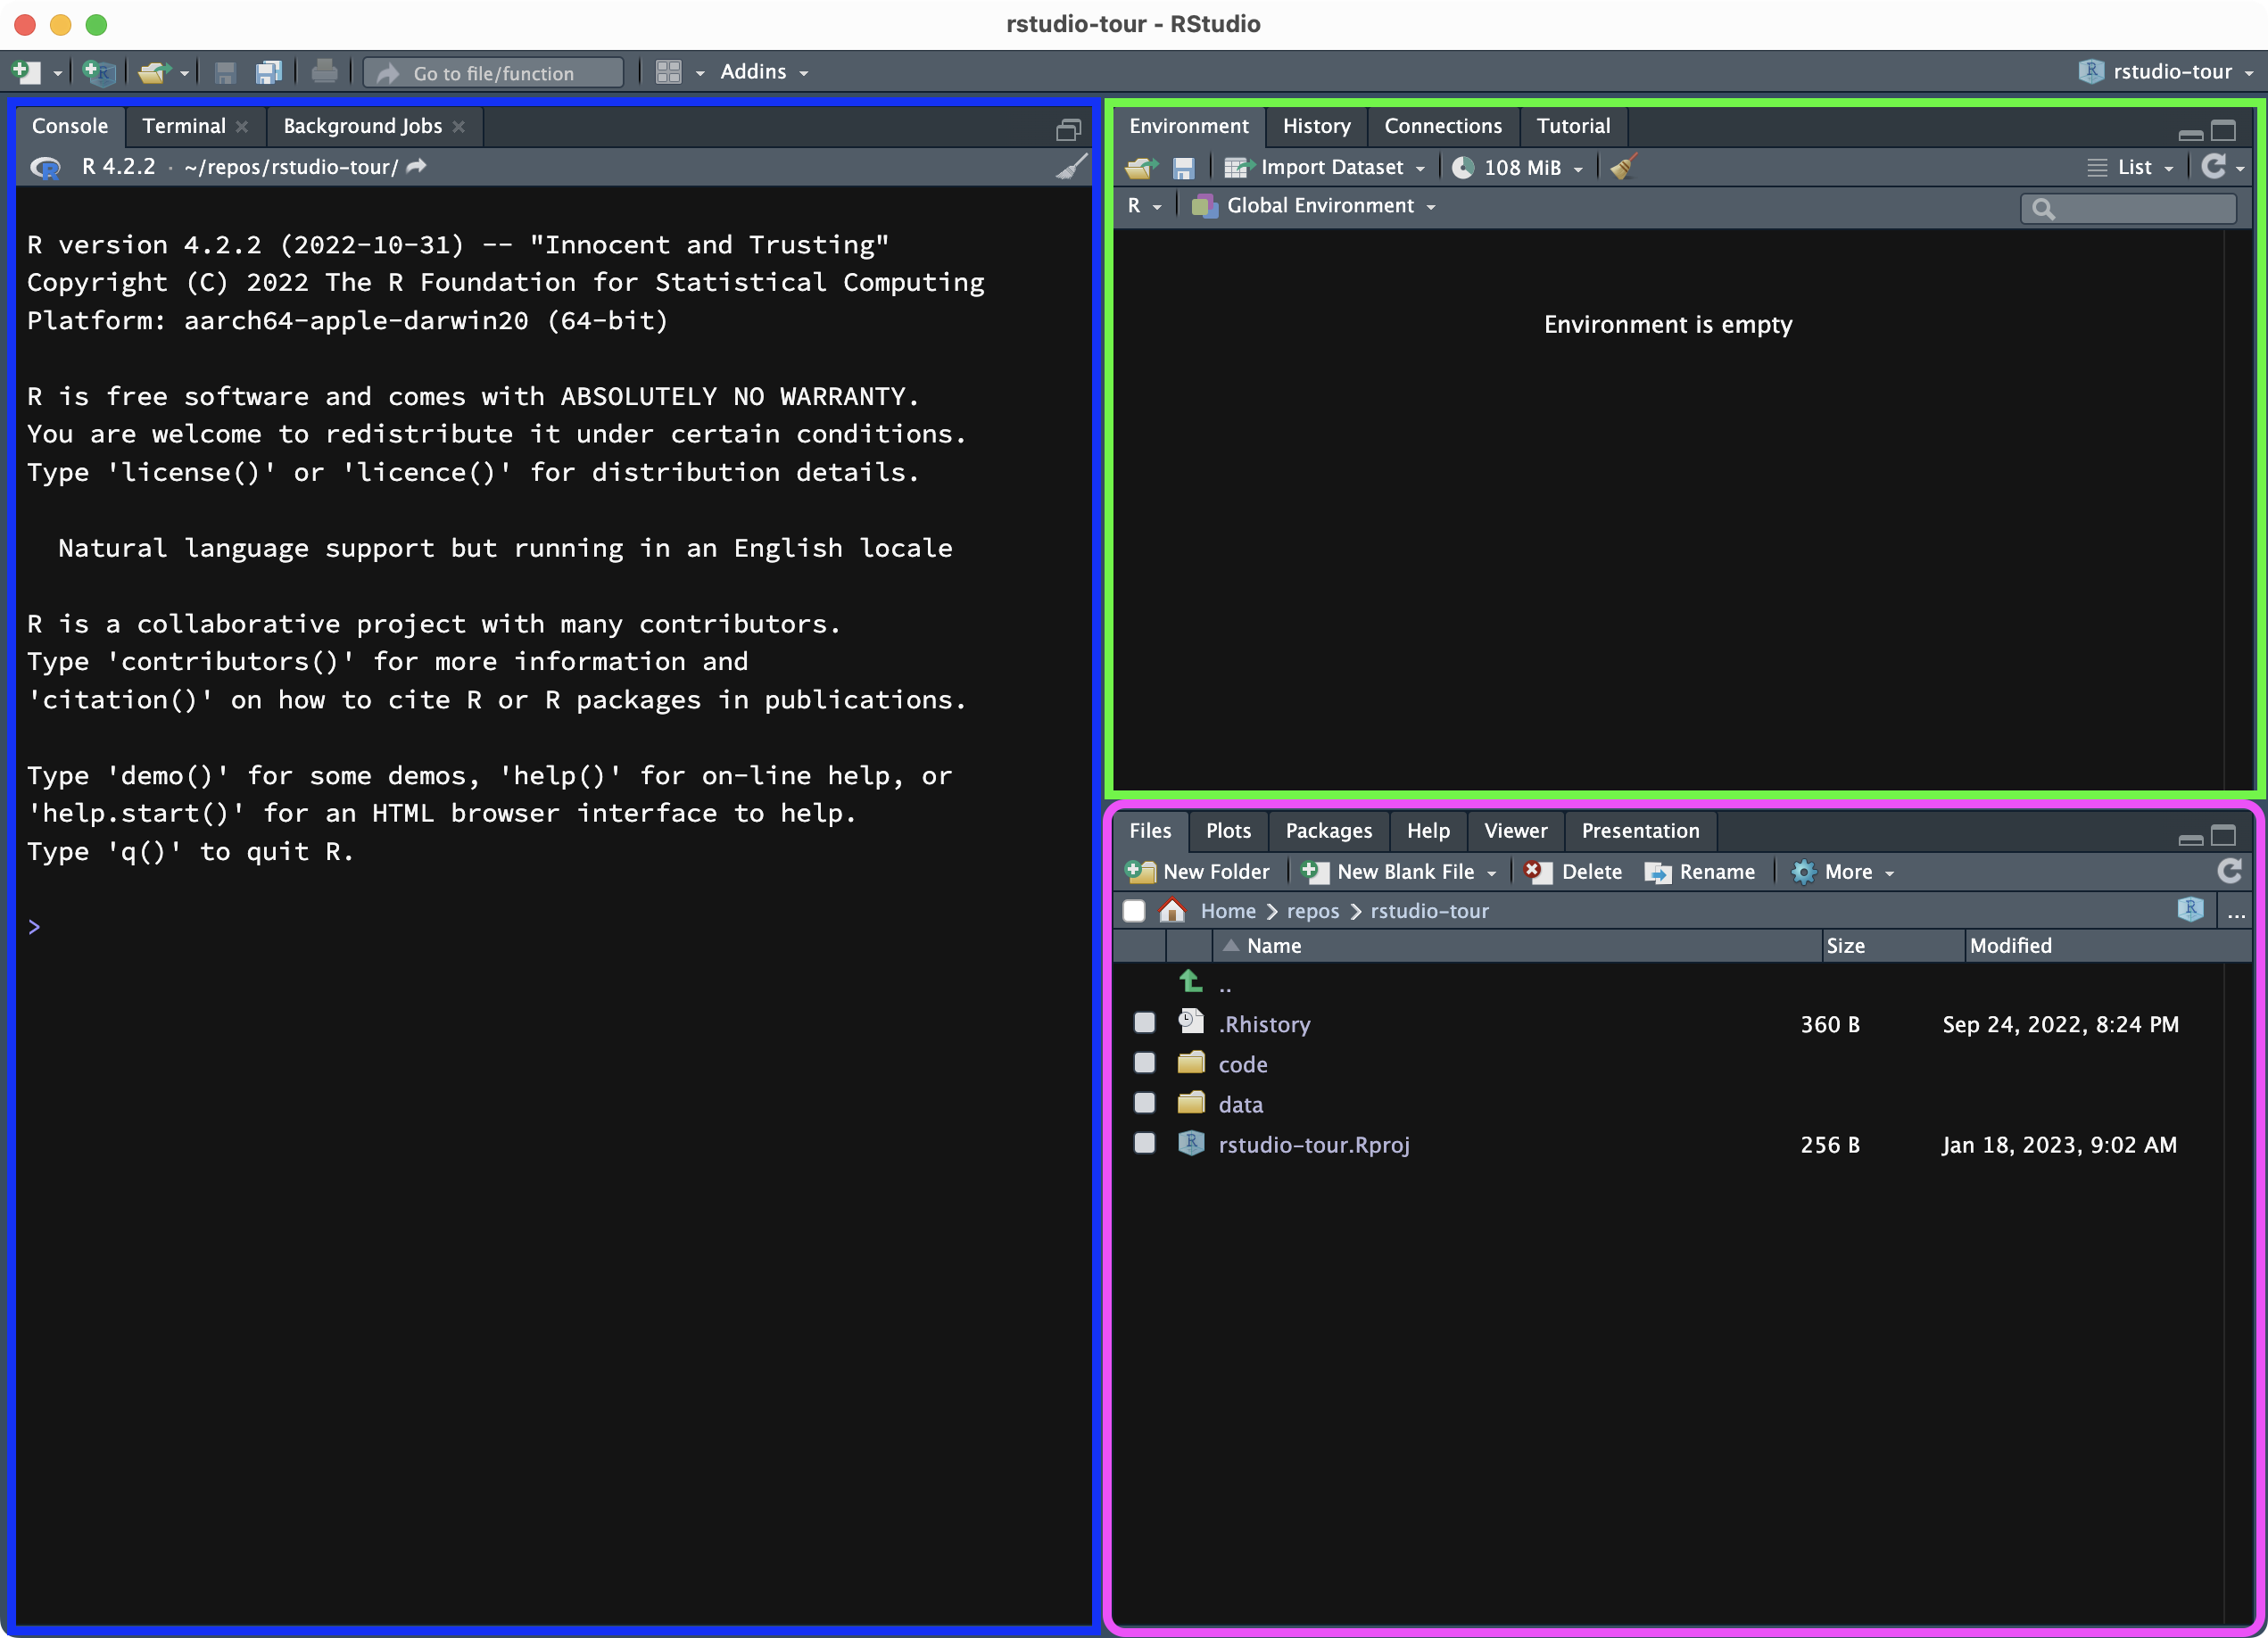 rstudio-tour - RStudio
Go to file/function
Addins
rstudio-tour
Console Terminal Background Jobs
R 4.2.2 · ~/repos/rstudio-tour/
R version 4.2.2 (2022-10-31) -- "Innocent and Trusting"
Copyright (C) 2022 The R Foundation for Statistical Computing
Platform: aarch64-apple-darwin20 (64-bit)
R is free software and comes with ABSOLUTELY NO WARRANTY.
You are welcome to redistribute it under certain conditions.
Type 'license()' or 'licence()' for distribution details.
Natural language support but running in an English locale
R is a collaborative project with many contributors.
Type 'contributors()' for more information and
'citation()' on how to cite R or R packages in publications.
Type 'demo()' for some demos, 'help()' for on-line help, or
'help.start()' for an HTML browser interface to help.
Type 'q()' to quit R.
>
Environment History Connections Tutorial
Import Dataset 108 MiB List
R Global Environment
Environment is empty
Files Plots Packages Help Viewer Presentation
New Folder New Blank File Delete Rename More
Home repos rstudio-tour ...
Name Size Modified
..
.Rhistory 360 B Sep 24, 2022, 8:24 PM
code
data
rstudio-tour.Rproj 256 B Jan 18, 2023, 9:02 AM